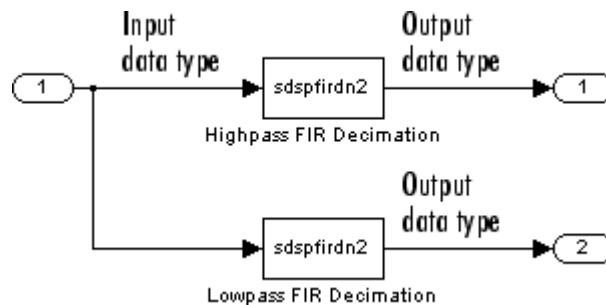 Input
data type
Output
data type
1
sdspfirdn2
1
Highpass FIR Decimation
Output
data type
sdspfirdn2
2
Lowpass FIR Decimation